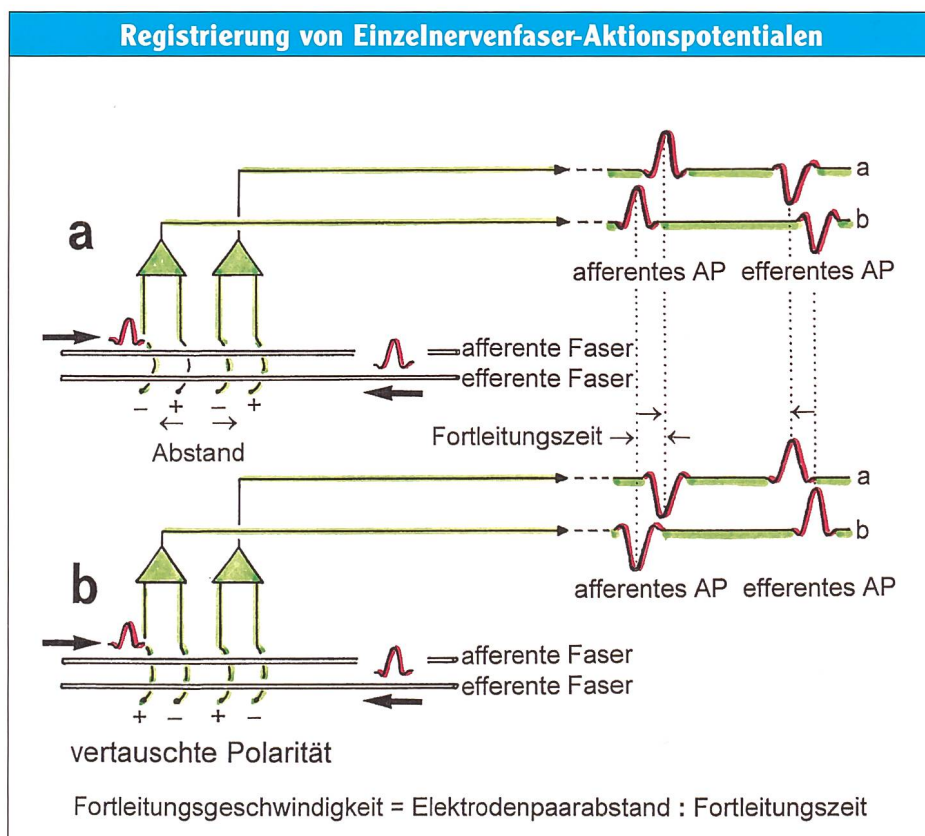 Registrierung von Einzelnervenfaser-Aktionspotentialen
a
a
b
afferentes AP efferentes AP
afferente Faser
efferente Faser
– + – +
Abstand
Fortleitungszeit
a
b
b
afferentes AP efferentes AP
afferente Faser
efferente Faser
+ – + –
vertauschte Polarität
Fortleitungsgeschwindigkeit = Elektrodenpaarabstand : Fortleitungszeit